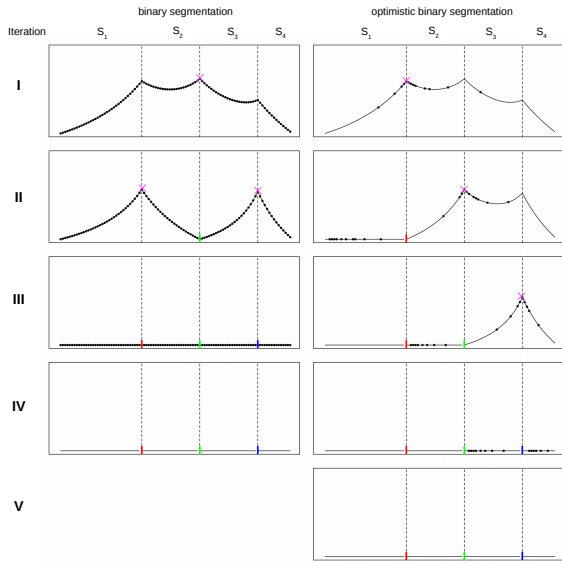 binary segmentation optimistic binary segmentation
Iteration S1 S2 S3 S4 S1 S2 S3 S4
I
II
III
IV
V